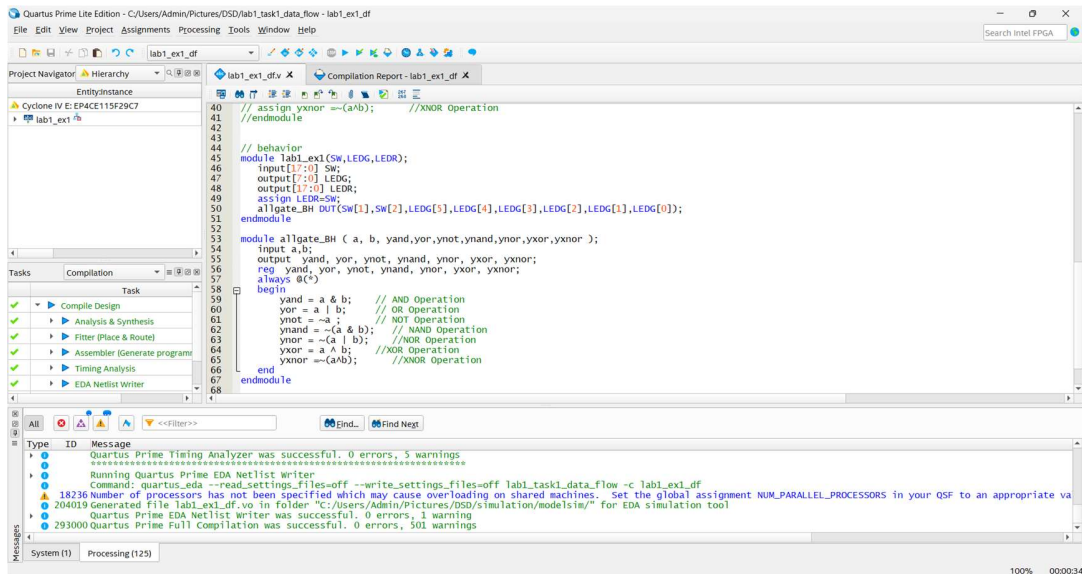 Quartus Prime Lite Edition - C:/Users/Admin/Pictures/DSD/lab1_task1_data_flow - lab1_ex1_df
File Edit View Project Assignments Processing Tools Window Help
Search Intel FPGA
lab1_ex1_df
Project Navigator Hierarchy
Entity:Instance
Cyclone IV E: EP4CE115F29C7
lab1_ex1
lab1_ex1_df.v
Compilation Report - lab1_ex1_df
40 // assign yxnor =~(a^b); //XNOR Operation
41 //endmodule
42
43
44 // behavior
45 module lab1_ex1(SW,LEDG,LEDR);
46 input[17:0] SW;
47 output[7:0] LEDG;
48 output[17:0] LEDR;
49 assign LEDR=SW;
50 allgate_BH DUT(SW[1],SW[2],LEDG[5],LEDG[4],LEDG[3],LEDG[2],LEDG[1],LEDG[0]);
51 endmodule
52
53 module allgate_BH ( a, b, yand,yor,ynot,ynand,ynor,yxor,yxnor );
54 input a,b;
55 output yand, yor, ynot, ynand, ynor, yxor, yxnor;
56 reg yand, yor, ynot, ynand, ynor, yxor, yxnor;
57 always @(*)
58 begin
59 yand = a & b; // AND Operation
60 yor = a | b; // OR Operation
61 ynot = ~a ; // NOT Operation
62 ynand = ~(a & b); // NAND Operation
63 ynor = ~(a | b); //NOR Operation
64 yxor = a ^ b; //XOR Operation
65 yxnor =~(a^b); //XNOR Operation
66 end
67 endmodule
68
Tasks Compilation
Task
Compile Design
Analysis & Synthesis
Fitter (Place & Route)
Assembler (Generate programm
Timing Analysis
EDA Netlist Writer
All <<Filter>> Find... Find Next
Type ID Message
Quartus Prime Timing Analyzer was successful. 0 errors, 5 warnings
*******************************************************************
Running Quartus Prime EDA Netlist Writer
Command: quartus_eda --read_settings_files=off --write_settings_files=off lab1_task1_data_flow -c lab1_ex1_df
18236 Number of processors has not been specified which may cause overloading on shared machines. Set the global assignment NUM_PARALLEL_PROCESSORS in your QSF to an appropriate va
204019 Generated file lab1_ex1_df.vo in folder "C:/Users/Admin/Pictures/DSD/simulation/modelsim/" for EDA simulation tool
Quartus Prime EDA Netlist Writer was successful. 0 errors, 1 warning
293000 Quartus Prime Full Compilation was successful. 0 errors, 501 warnings
Messages
System (1) Processing (125)
100% 00:00:34